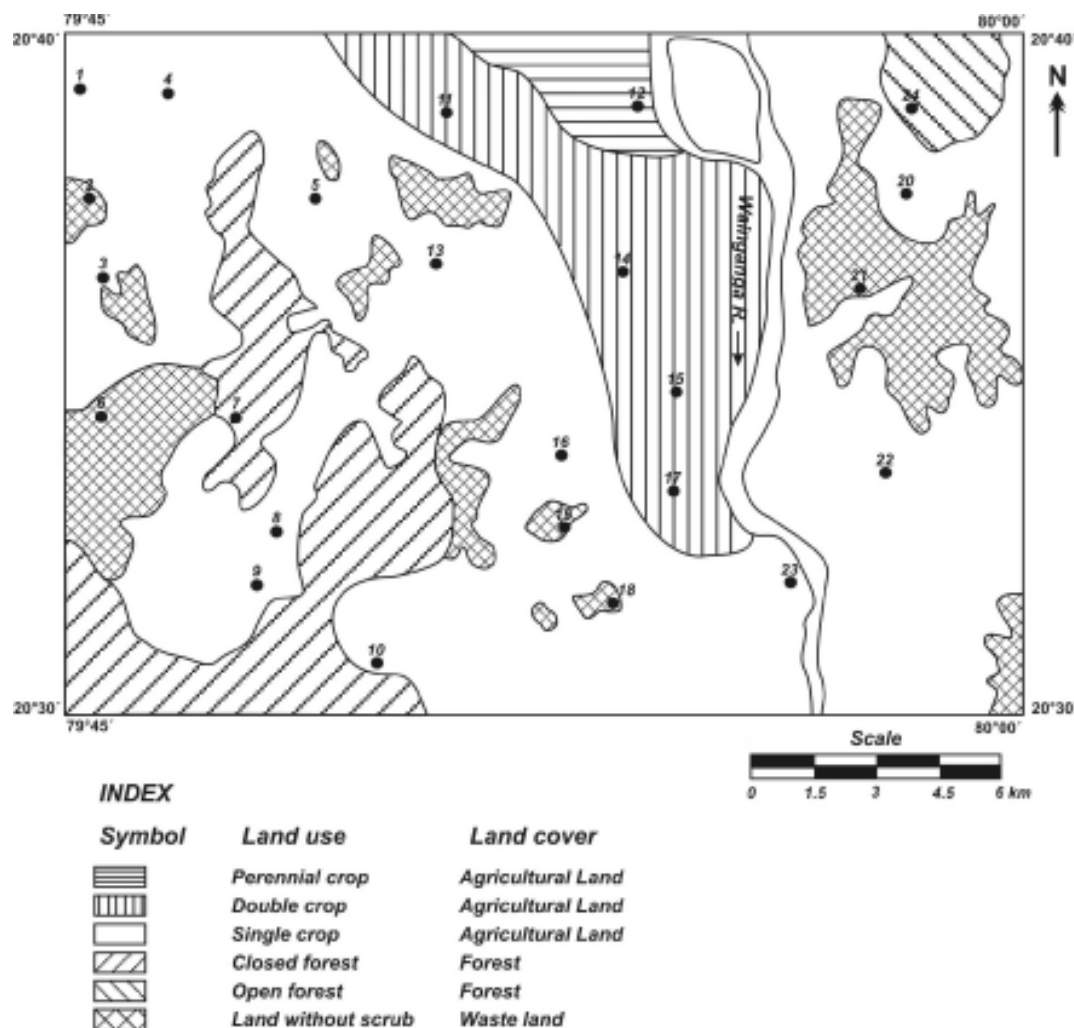 79°45´ 80°00´
20°40´ 20°40´
N
1 4 11 12 24
2 5 20
3 13 14 21
Wainganga R.
6 7 15
16 22
8 19 17
9 18 23
10
20°30´ 20°30´
79°45´ 80°00´
Scale
0 1.5 3 4.5 6 km
INDEX
Symbol Land use Land cover
Perennial crop Agricultural Land
Double crop Agricultural Land
Single crop Agricultural Land
Closed forest Forest
Open forest Forest
Land without scrub Waste land